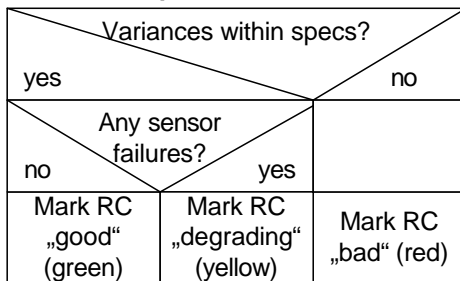 Variances within specs?
yes
no
Any sensor
failures?
no
yes
Mark RC
„good“
(green)
Mark RC
„degrading“
(yellow)
Mark RC
„bad“ (red)